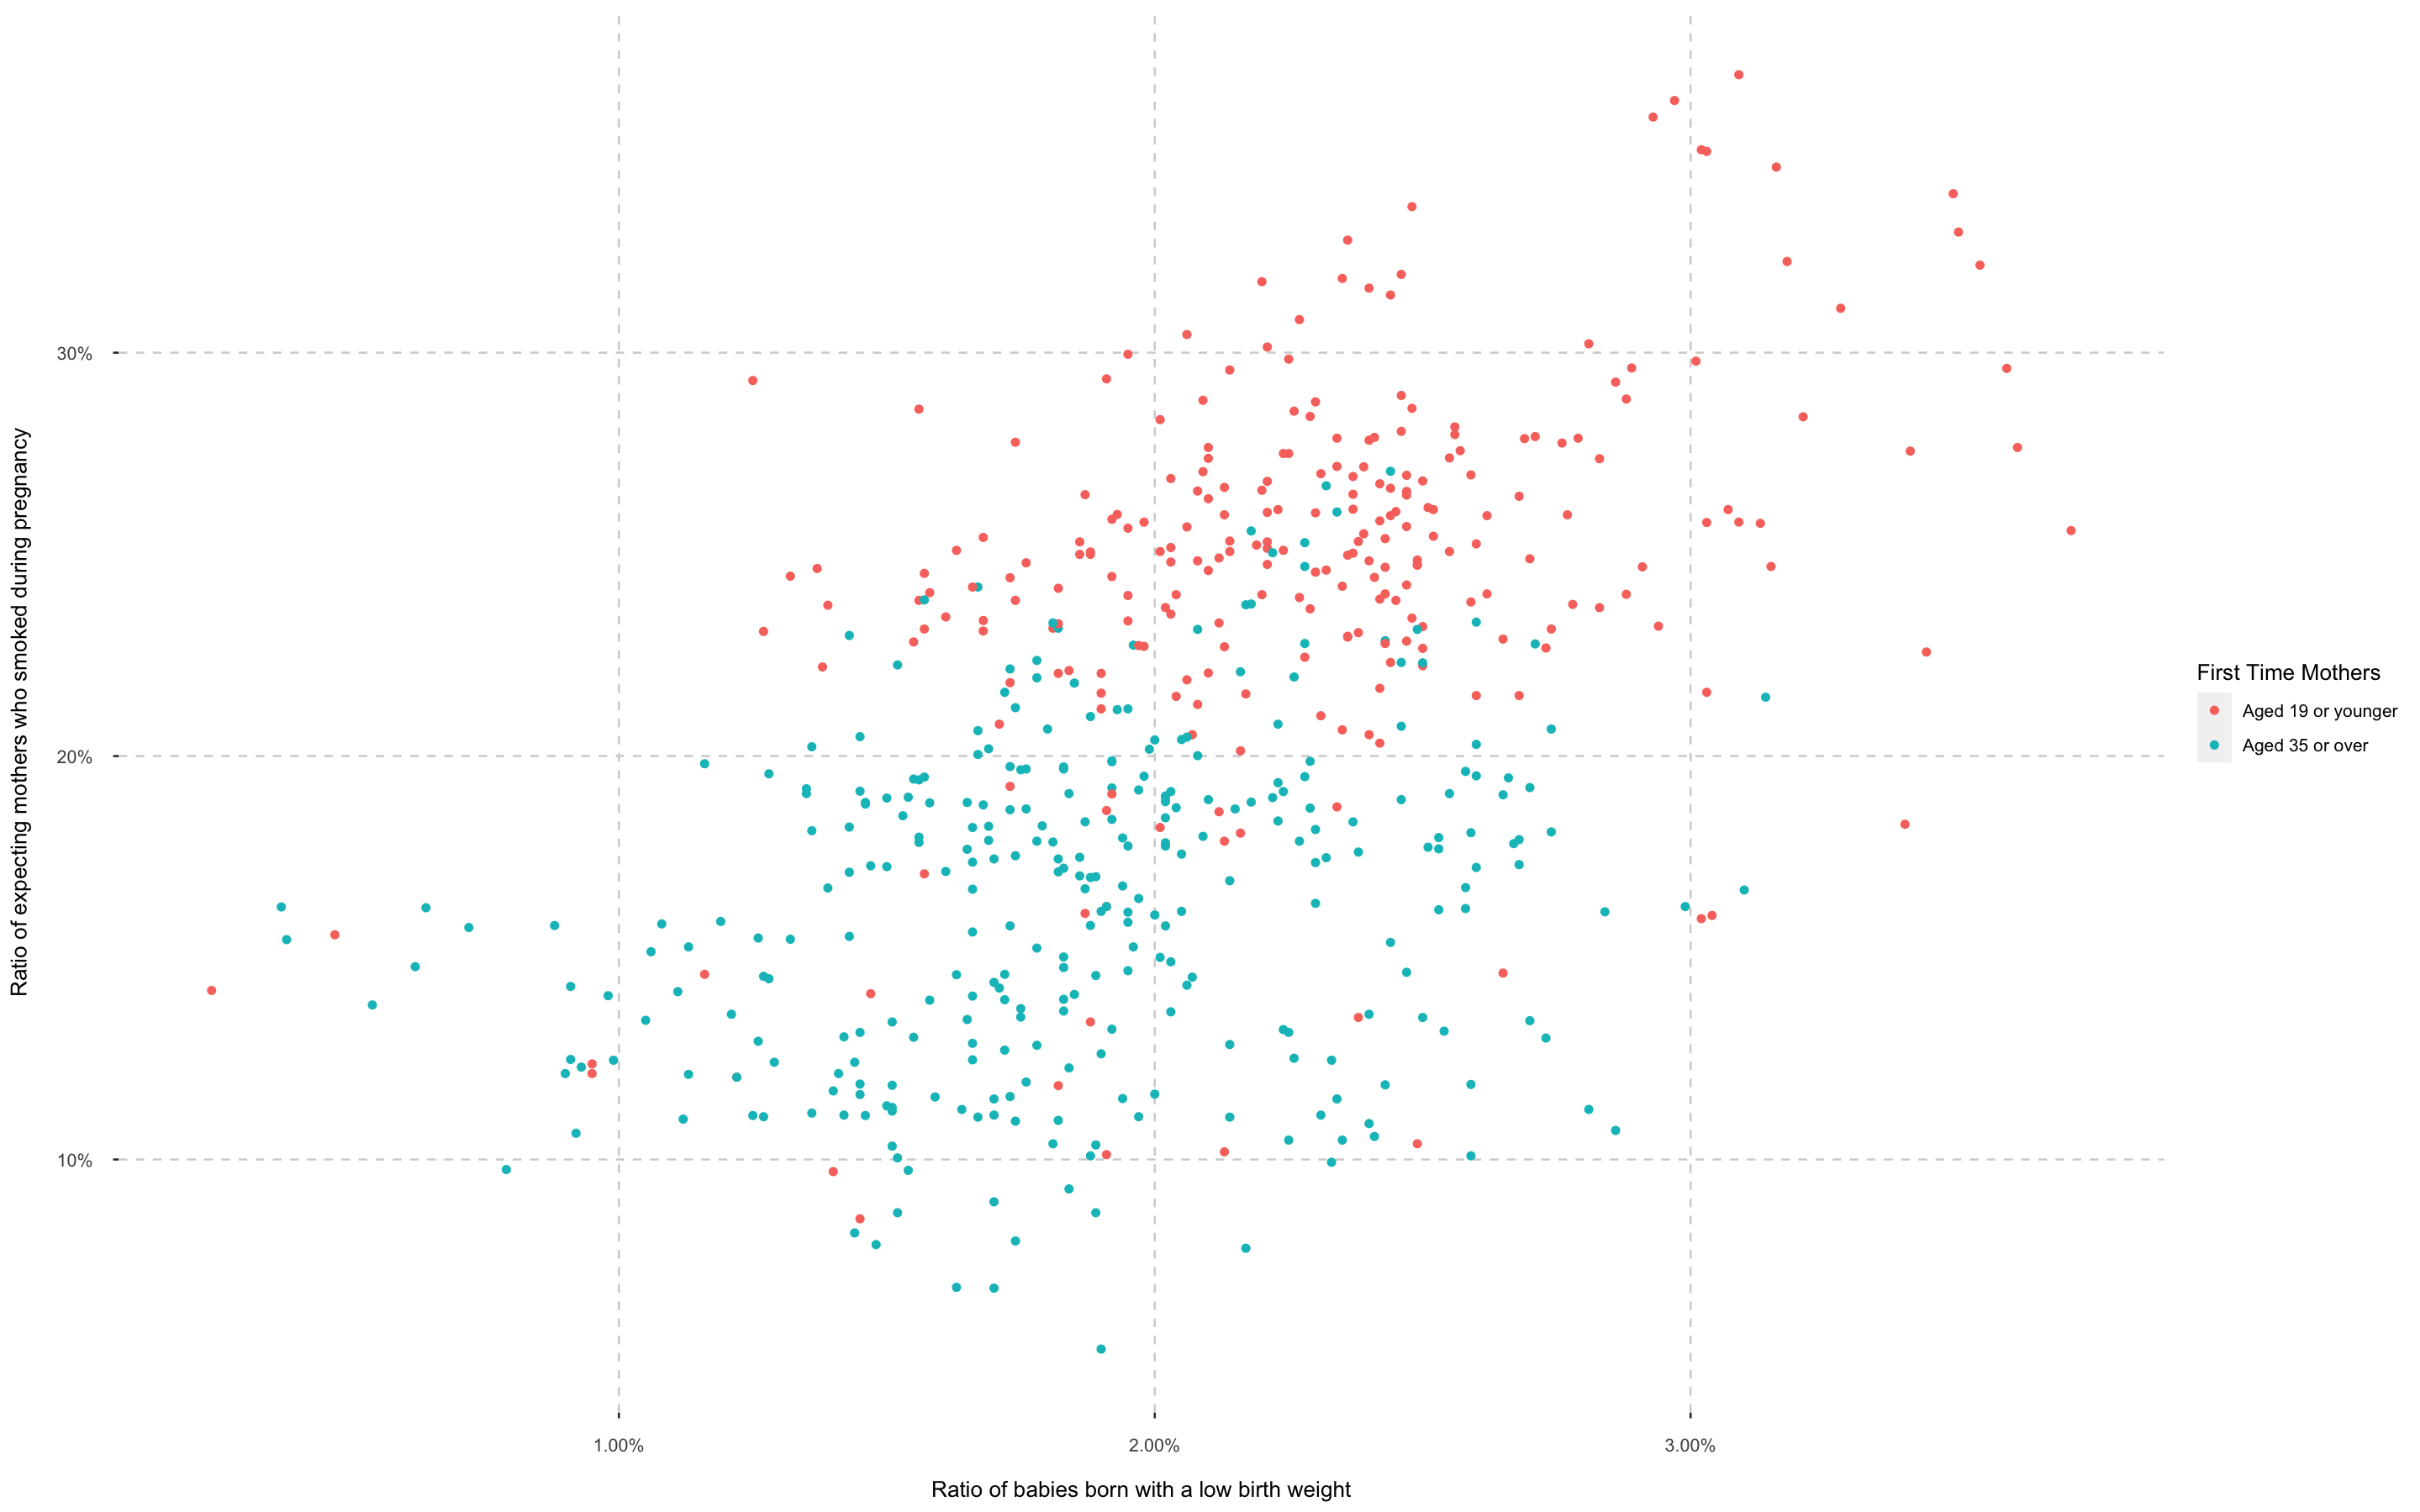 Ratio of expecting mothers who smoked during pregnancy
30%
20%
10%
1.00%
2.00%
3.00%
Ratio of babies born with a low birth weight
First Time Mothers
Aged 19 or younger
Aged 35 or over